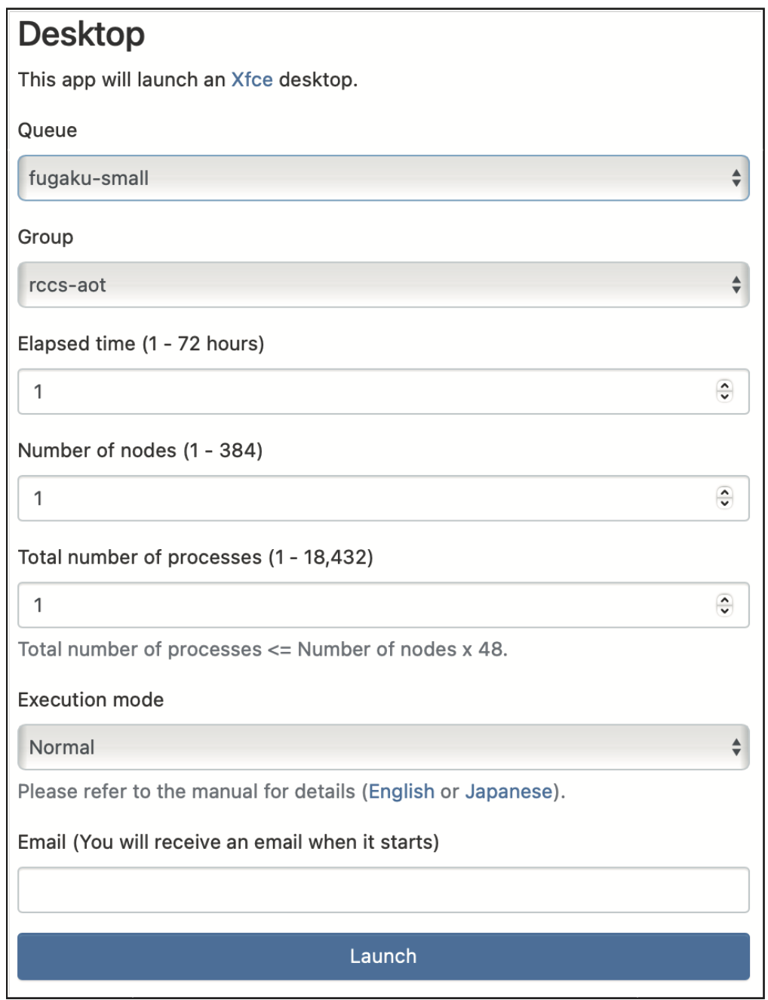 Desktop
This app will launch an Xfce desktop.
Queue
fugaku-small
Group
rccs-aot
Elapsed time (1 - 72 hours)
1
Number of nodes (1 - 384)
1
Total number of processes (1 - 18,432)
1
Total number of processes <= Number of nodes x 48.
Execution mode
Normal
Please refer to the manual for details (English or Japanese).
Email (You will receive an email when it starts)
Launch